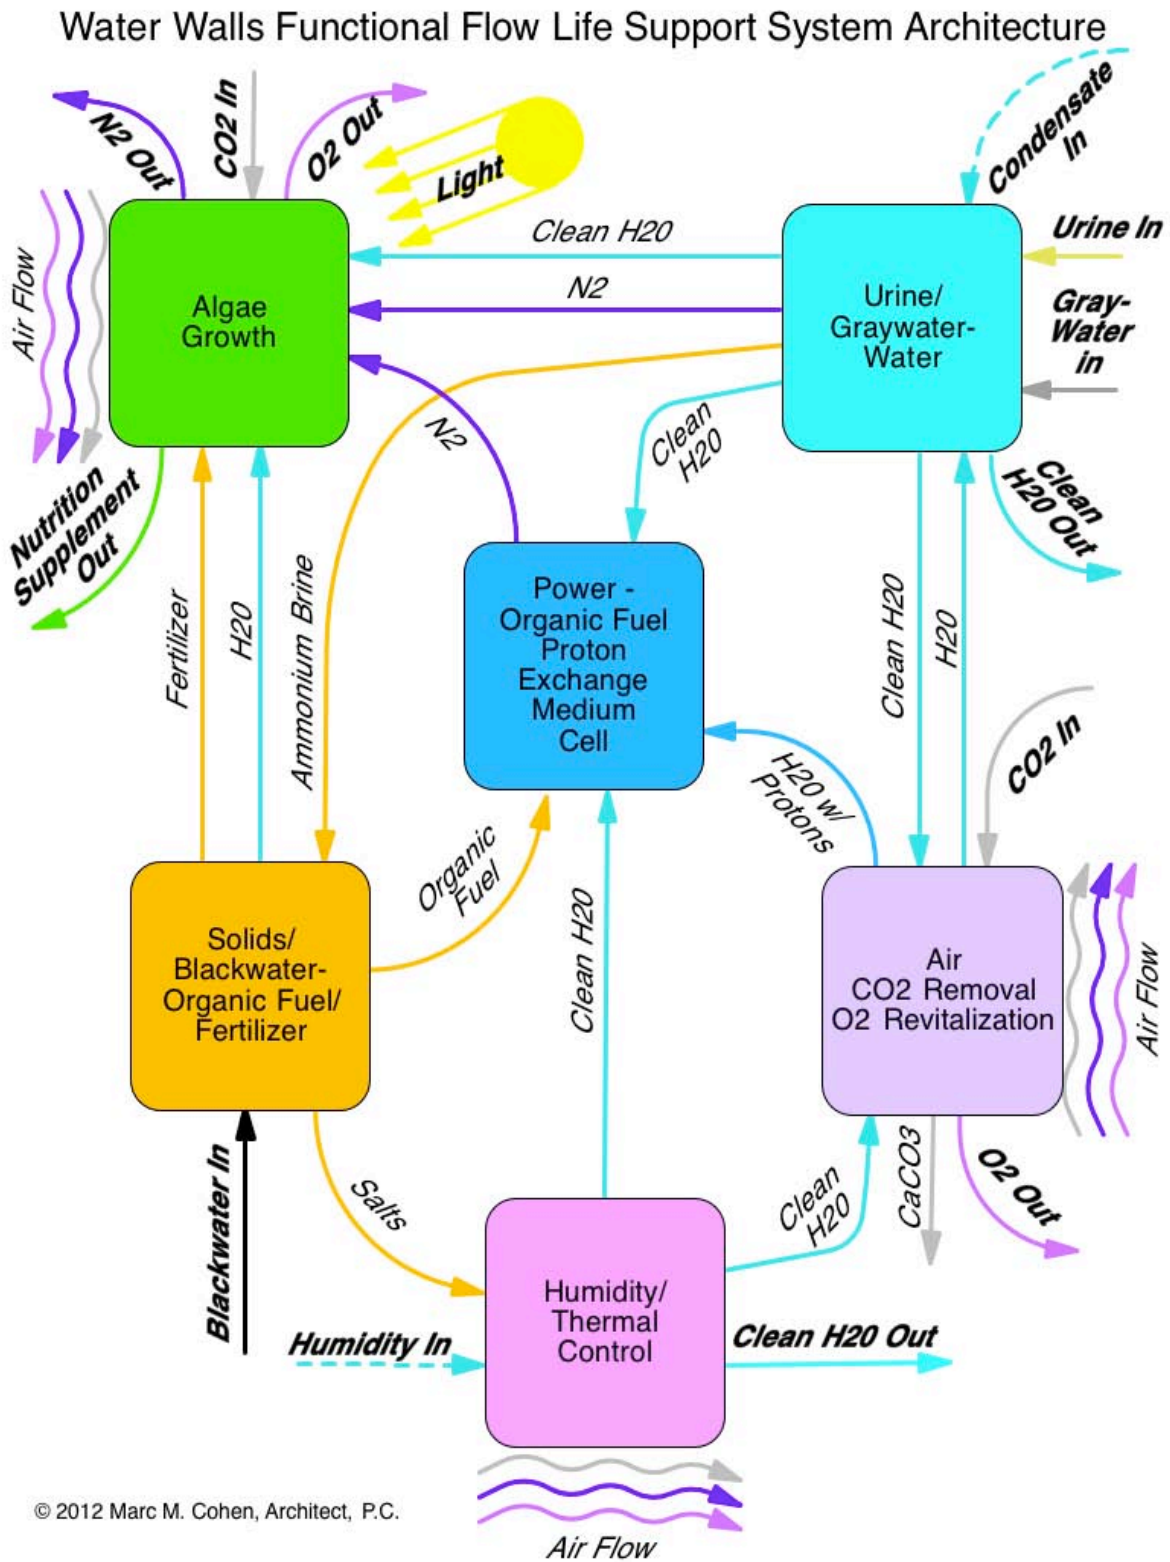 Water Walls Functional Flow Life Support System Architecture
N2 Out
CO2 In
O2 Out
Light
Condensate
In
Clean H20
N2
Urine In
Gray-
Water
in
Air Flow
Algae
Growth
Urine/
Graywater-
Water
N2
Clean
H20
Nutrition
Supplement
Out
Clean
H20 Out
Fertilizer
H20
Ammonium Brine
Power -
Organic Fuel
Proton
Exchange
Medium
Cell
Clean H20
H20
CO2 In
H20 w/
Protons
Organic
Fuel
Clean H20
Solids/
Blackwater-
Organic Fuel/
Fertilizer
Air
CO2 Removal
O2 Revitalization
Air Flow
Blackwater In
Salts
Clean
H20
CaCO3
O2 Out
Humidity In
Humidity/
Thermal
Control
Clean H20 Out
© 2012 Marc M. Cohen, Architect, P.C.
Air Flow